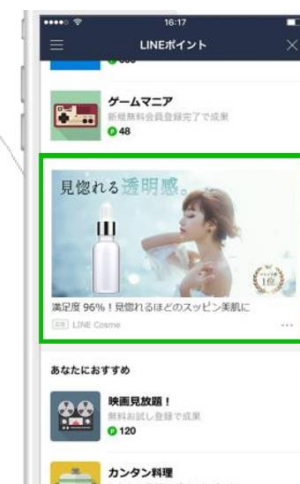 16:17
LINEポイント
ゲームマニア
新規無料会員登録完了で成果
P 48
見惚れる透明感。
1位
満足度 96%！見惚れるほどのスッピン美肌に
LINE Cosme
あなたにおすすめ
映画見放題！
無料お試し登録で成果
P 120
カンタン料理